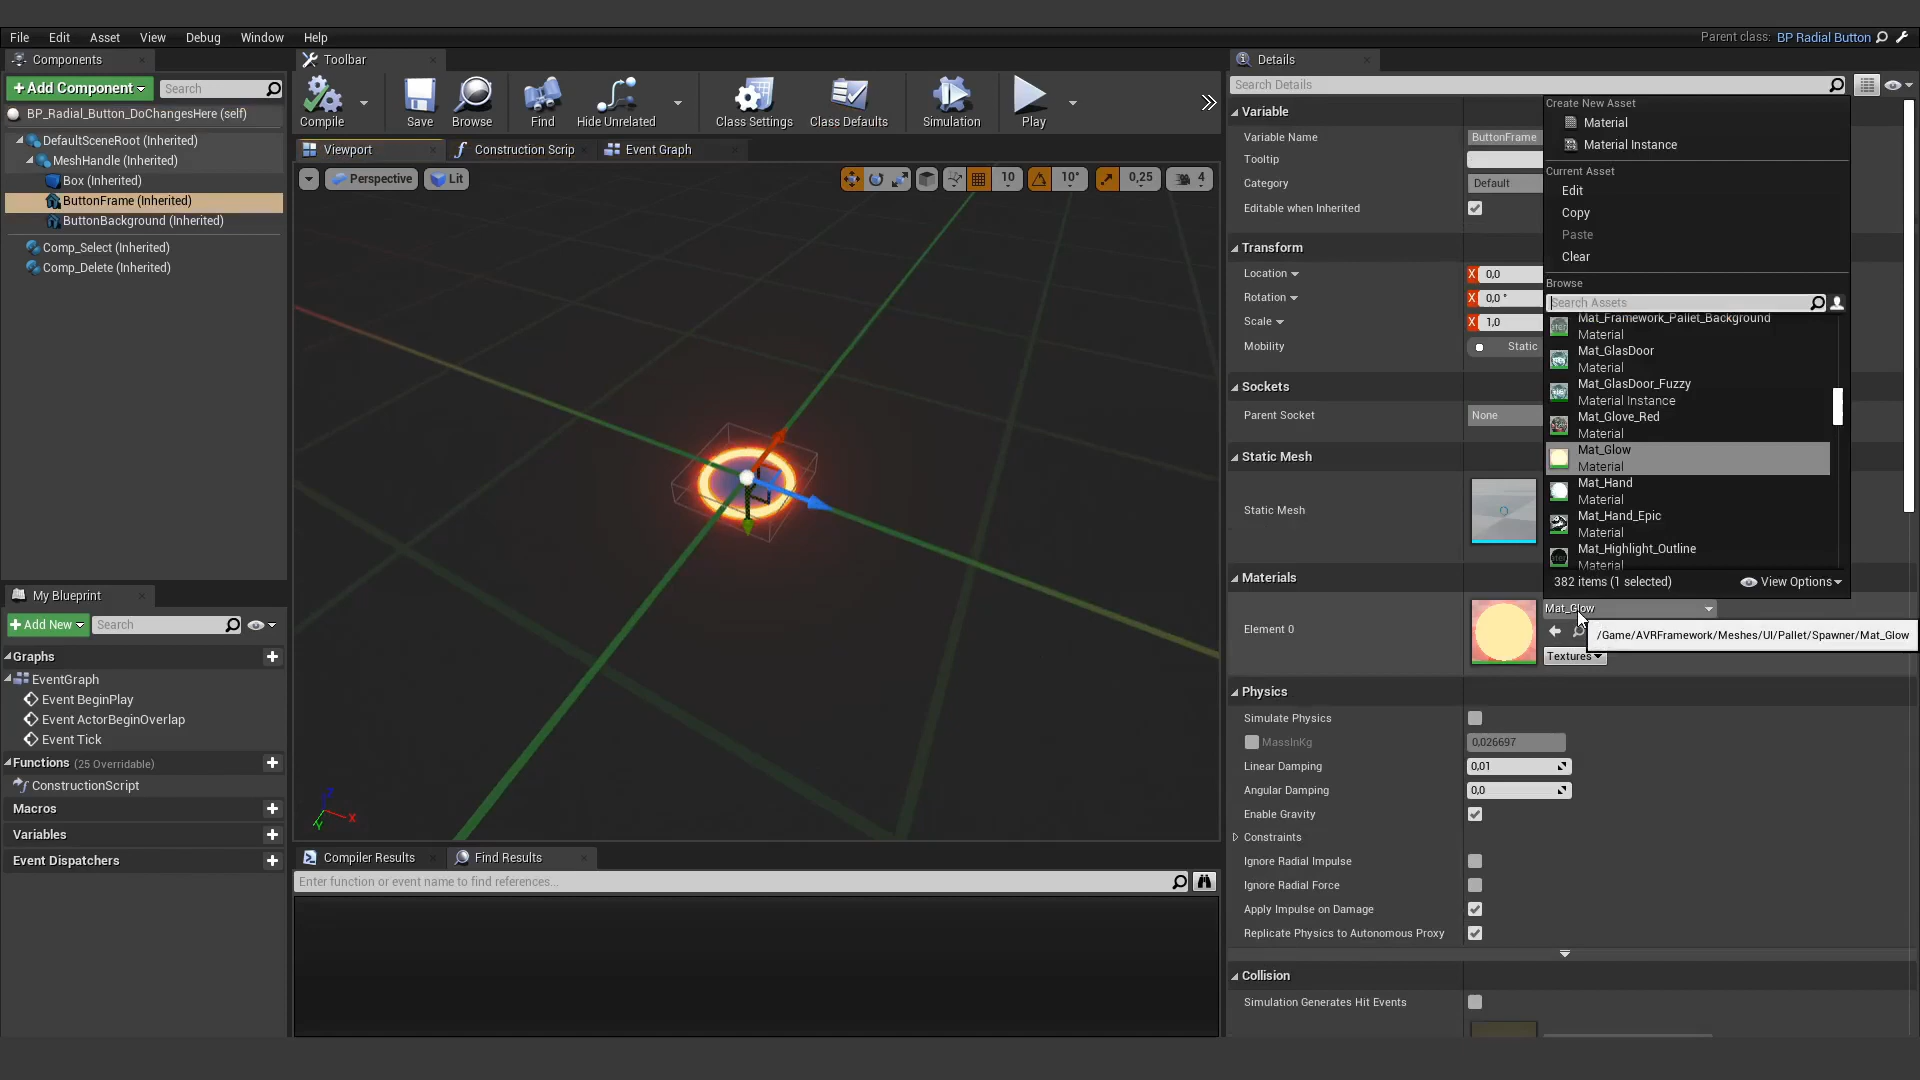 File Edit Asset View Debug Window Help
Parent class: BP Radial Button
Components
Toolbar
Details
+Add Component
Search
BP_Radial_Button_DoChangesHere (self)
DefaultSceneRoot (Inherited)
MeshHandle (Inherited)
Box (Inherited)
ButtonFrame (Inherited)
ButtonBackground (Inherited)
Comp_Select (Inherited)
Comp_Delete (Inherited)
Compile Save Browse Find Hide Unrelated Class Settings Class Defaults Simulation Play
Viewport Construction Scrip Event Graph
Perspective Lit 10 10° 0,25 4
Z
X
Y
Search Details
Variable
Variable Name ButtonFrame
Tooltip
Category Default
Editable when Inherited
Transform
Location X 0,0
Rotation X 0,0 °
Scale X 1,0
Mobility Static
Sockets
Parent Socket None
Static Mesh
Static Mesh
Materials
Element 0
Mat_Glow
Textures
/Game/AVRFramework/Meshes/UI/Pallet/Spawner/Mat_Glow
Create New Asset
Material
Material Instance
Current Asset
Edit
Copy
Paste
Clear
Browse
Search Assets
Mat_Framework_Pallet_Background
Material
Mat_GlasDoor
Material
Mat_GlasDoor_Fuzzy
Material Instance
Mat_Glove_Red
Material
Mat_Glow
Material
Mat_Hand
Material
Mat_Hand_Epic
Material
Mat_Highlight_Outline
Material
382 items (1 selected)
View Options
Physics
Simulate Physics
MassInKg 0,026697
Linear Damping 0,01
Angular Damping 0,0
Enable Gravity
Constraints
Ignore Radial Impulse
Ignore Radial Force
Apply Impulse on Damage
Replicate Physics to Autonomous Proxy
Collision
Simulation Generates Hit Events
My Blueprint
+Add New
Search
Graphs
EventGraph
Event BeginPlay
Event ActorBeginOverlap
Event Tick
Functions (25 Overridable)
ConstructionScript
Macros
Variables
Event Dispatchers
Compiler Results
Find Results
Enter function or event name to find references...